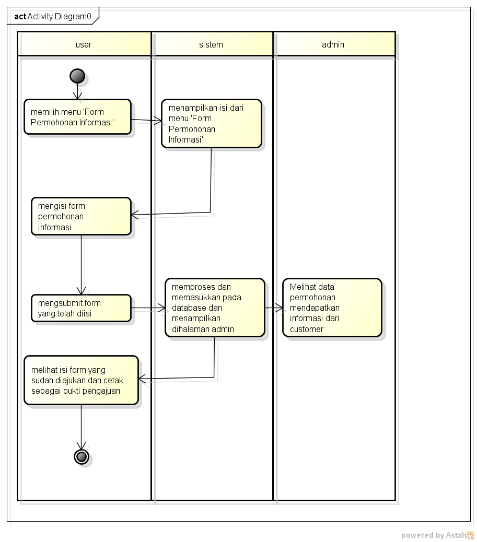 act Activity Diagram0
user
sistem
admin
memilih menu 'Form
Permohonan Informasi'
menampilkan isi dari
menu 'Form
Permohonan
Informasi'
mengisi form
permohonan
informasi
mengsubmit form
yang telah diisi
memproses dan
memasukkan pada
database dan
menampilkan
dihalaman admin
Melihat data
permohonan
mendapatkan
informasi dari
customer
melihat isi form yang
sudah diajukan dan cetak
sebagai bukti pengajuan
powered by Astah